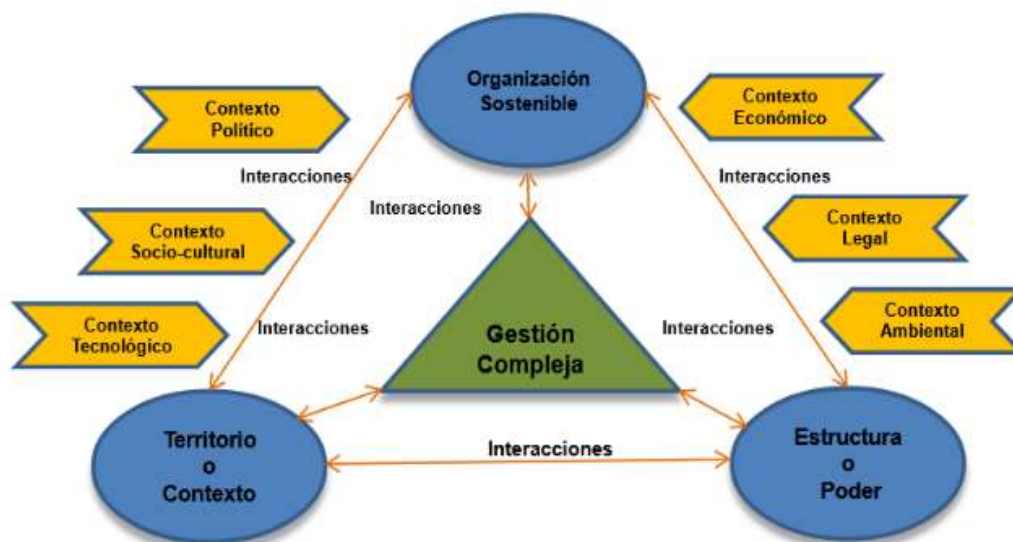 Organización
Sostenible
Contexto
Político
Contexto
Económico
Interacciones
Interacciones
Interacciones
Contexto
Socio-cultural
Contexto
Legal
Contexto
Tecnológico
Interacciones
Gestión
Compleja
Interacciones
Contexto
Ambiental
Territorio
o
Contexto
Interacciones
Estructura
o
Poder